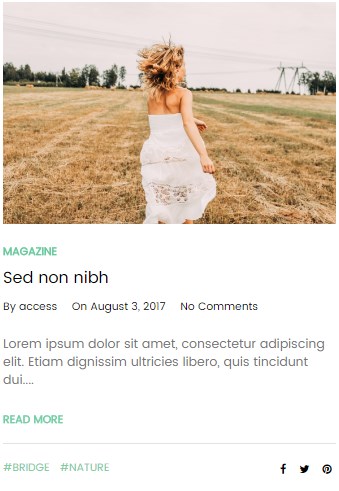 MAGAZINE
Sed non nibh
By access On August 3, 2017 No Comments
Lorem ipsum dolor sit amet, consectetur adipiscing
elit. Etiam dignissim ultricies libero, quis tincidunt
dui....
READ MORE
#BRIDGE #NATURE